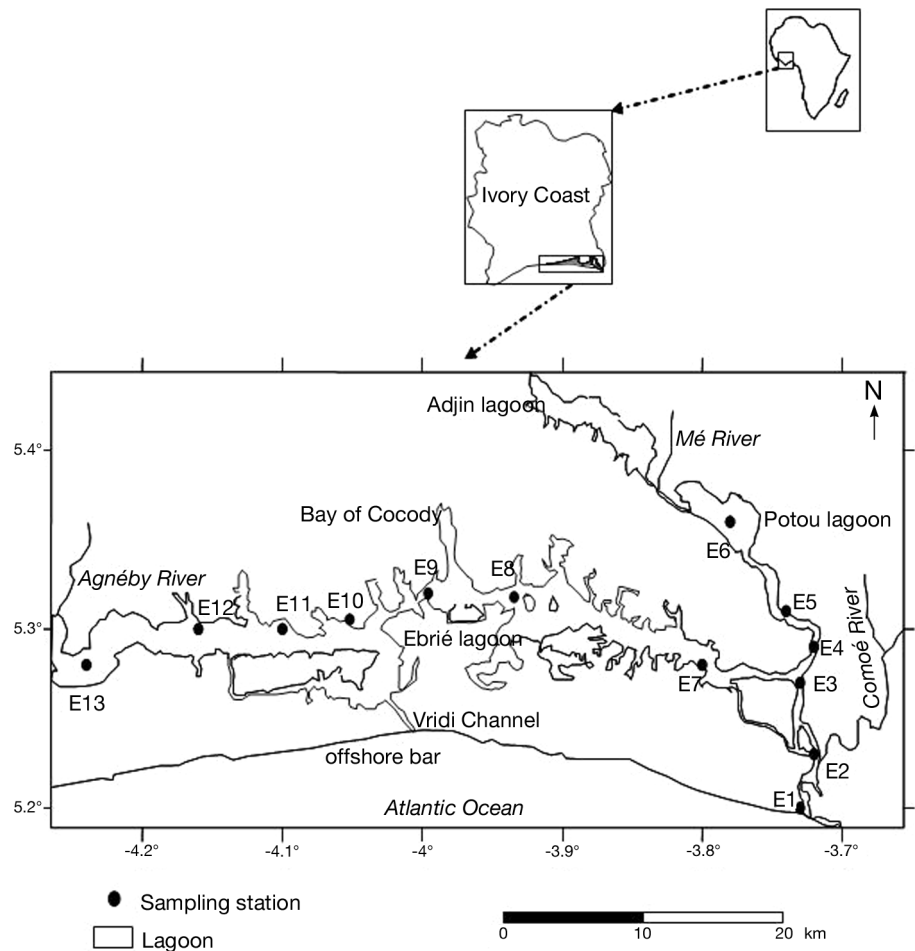 Ivory Coast
N
Adjin lagoon
Mé River
5.4°
Bay of Cocody
Potou lagoon
E6
E9
E8
Agnéby River
E12
E11
E10
E5
5.3°
Ebrié lagoon
E4
Comoé River
E7
E3
E13
Vridi Channel
offshore bar
E2
E1
5.2°
Atlantic Ocean
-4.2°
-4.1°
-4°
-3.9°
-3.8°
-3.7°
Sampling station
Lagoon
0
10
20
km